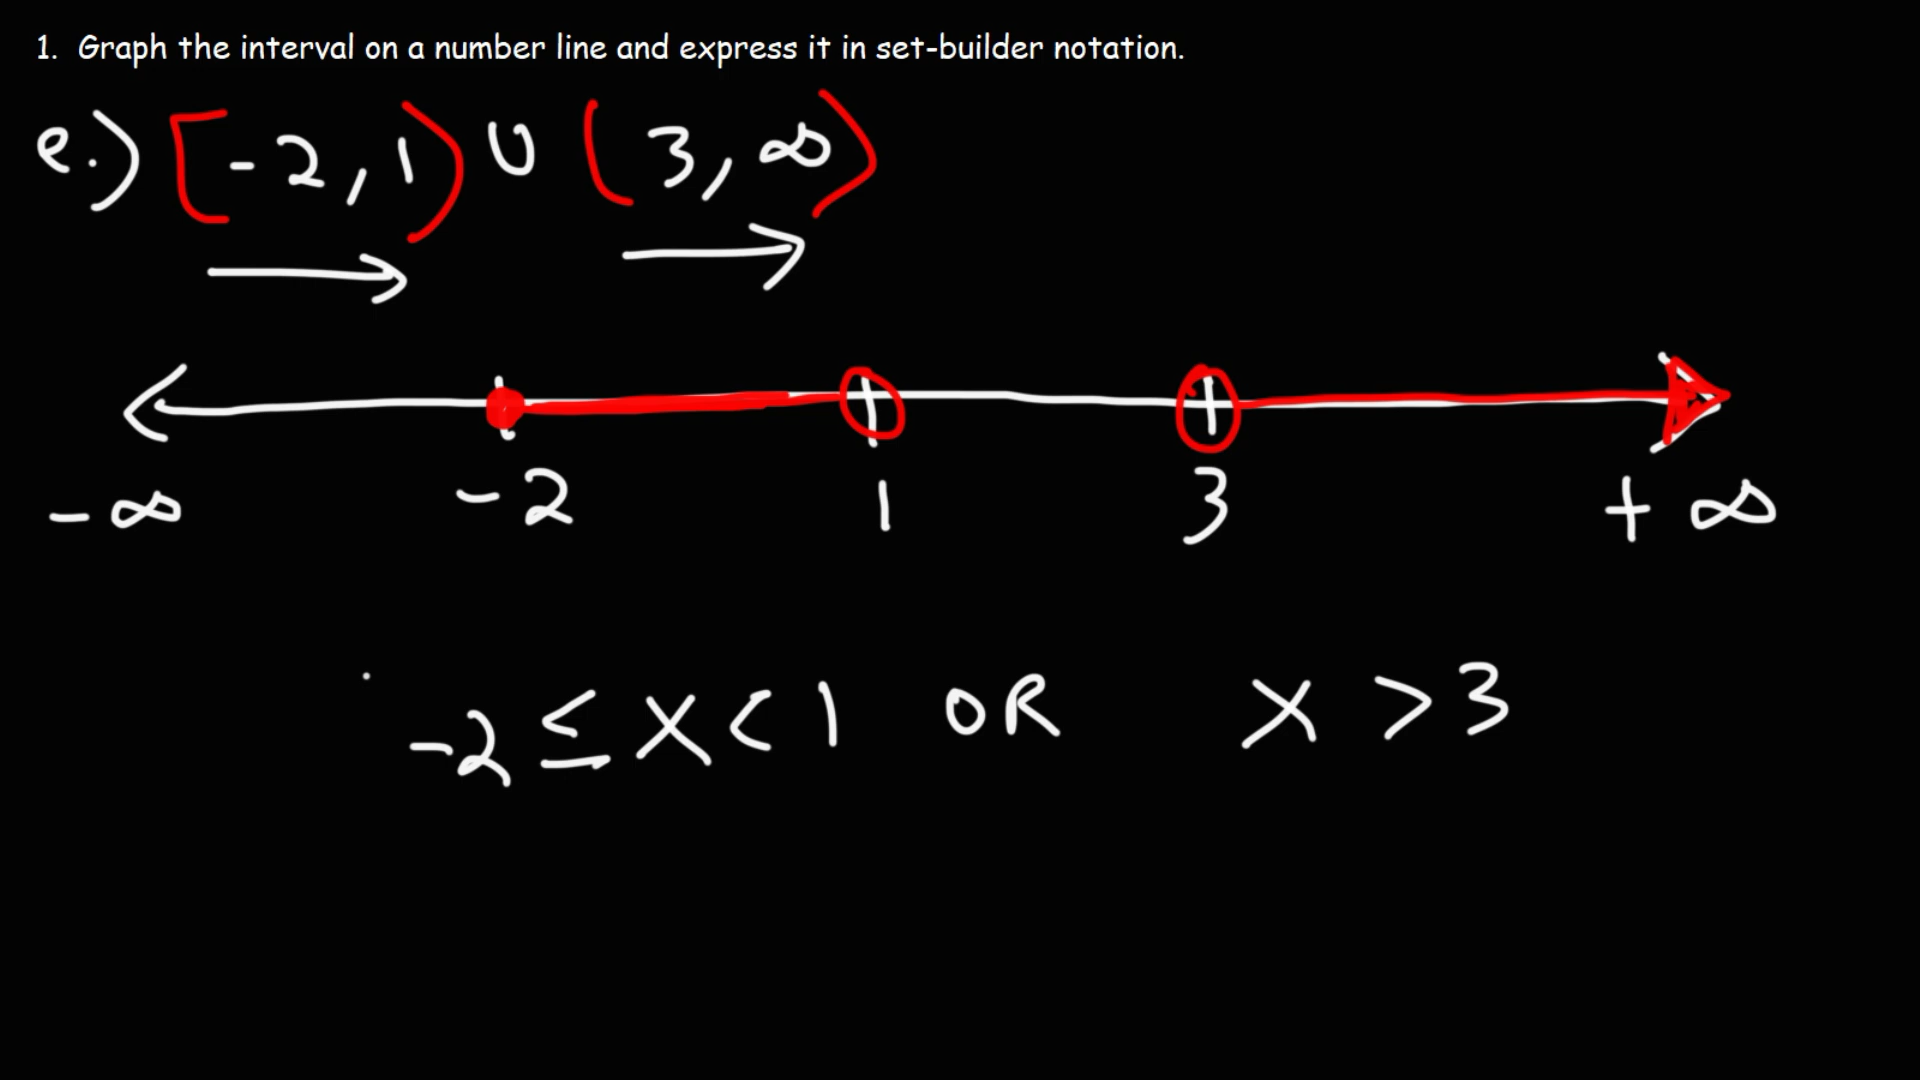 1. Graph the interval on a number line and express it in set-builder notation.
e.) [-2, 1) ∪ (3, ∞)
-∞ -2 1 3 +∞
-2 ≤ x < 1 OR x > 3